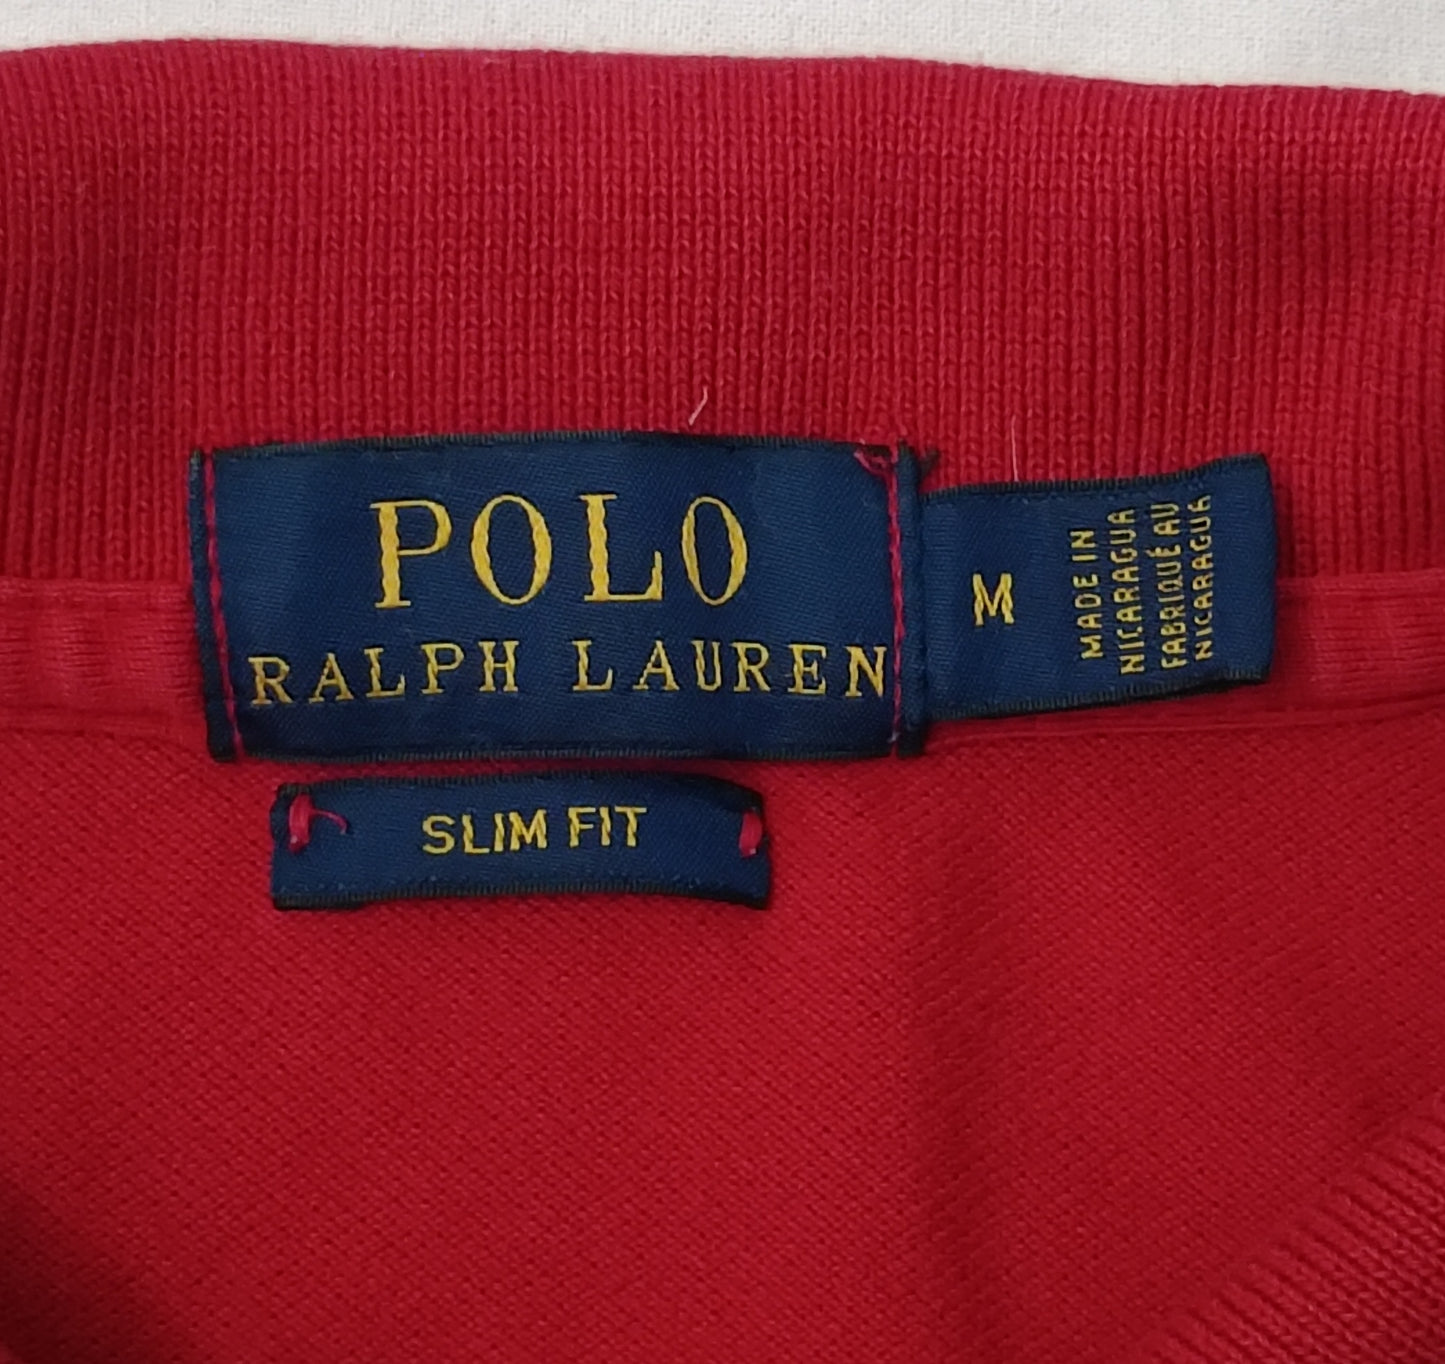 POLO
RALPH LAUREN
M
MADE IN
NICARAGUA
FABRIQUÉ AU
NICARAGUA
SLIM FIT